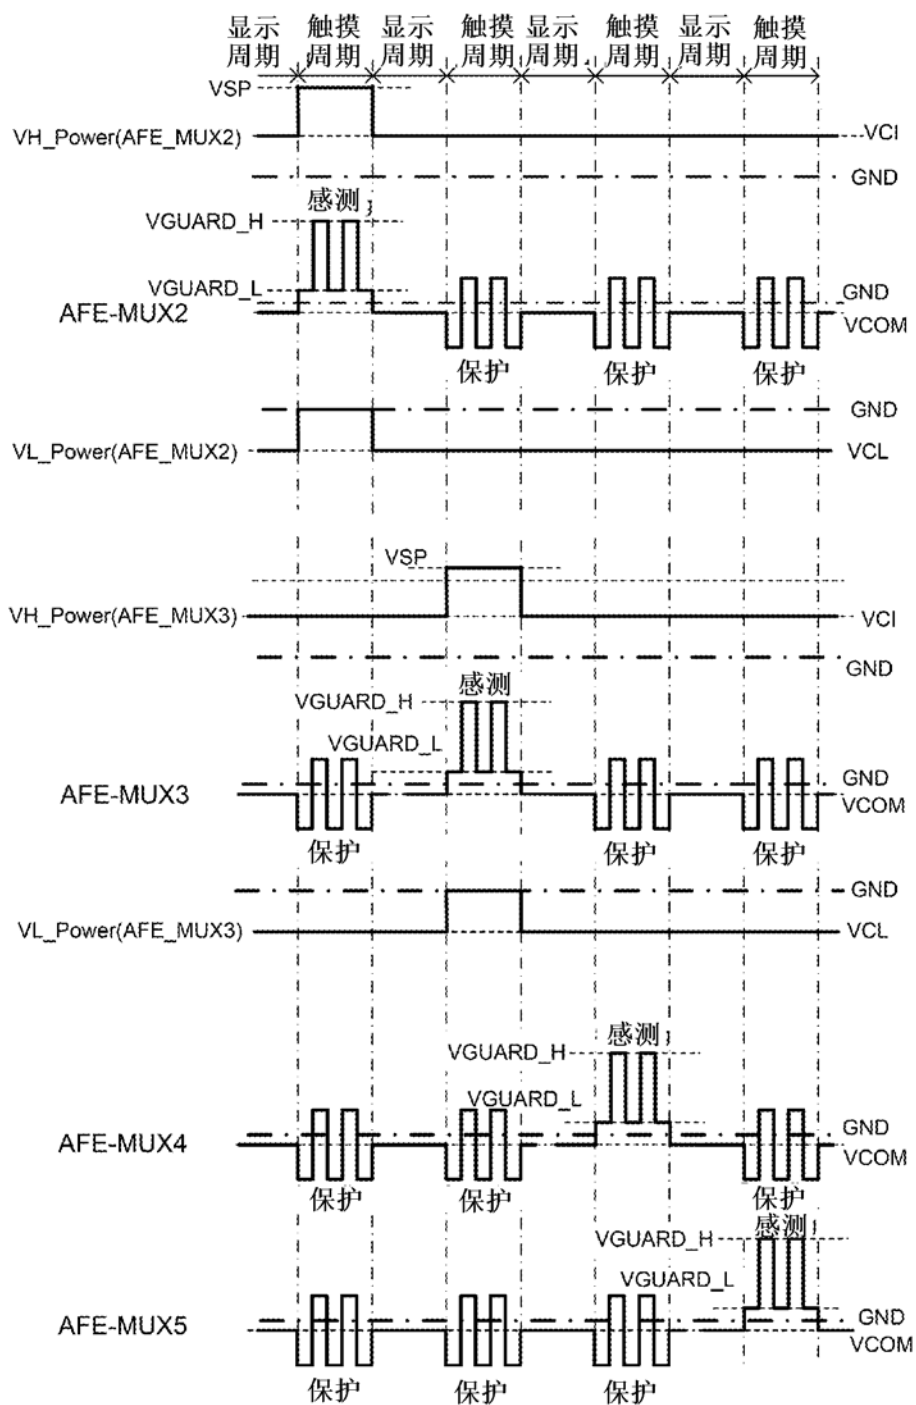 显示 触摸 显示 触摸 显示 触摸 显示 触摸
周期 周期 周期 周期 周期 周期 周期 周期
VSP
VH_Power(AFE_MUX2)
VCI
GND
感测
VGUARD_H
VGUARD_L
GND
AFE-MUX2
VCOM
保护 保护 保护
GND
VL_Power(AFE_MUX2)
VCL
VSP
VH_Power(AFE_MUX3)
VCI
GND
感测
VGUARD_H
VGUARD_L
GND
AFE-MUX3
VCOM
保护 保护 保护
GND
VL_Power(AFE_MUX3)
VCL
感测
VGUARD_H
VGUARD_L
GND
AFE-MUX4
VCOM
保护 保护 保护
感测
VGUARD_H
VGUARD_L
GND
AFE-MUX5
VCOM
保护 保护 保护